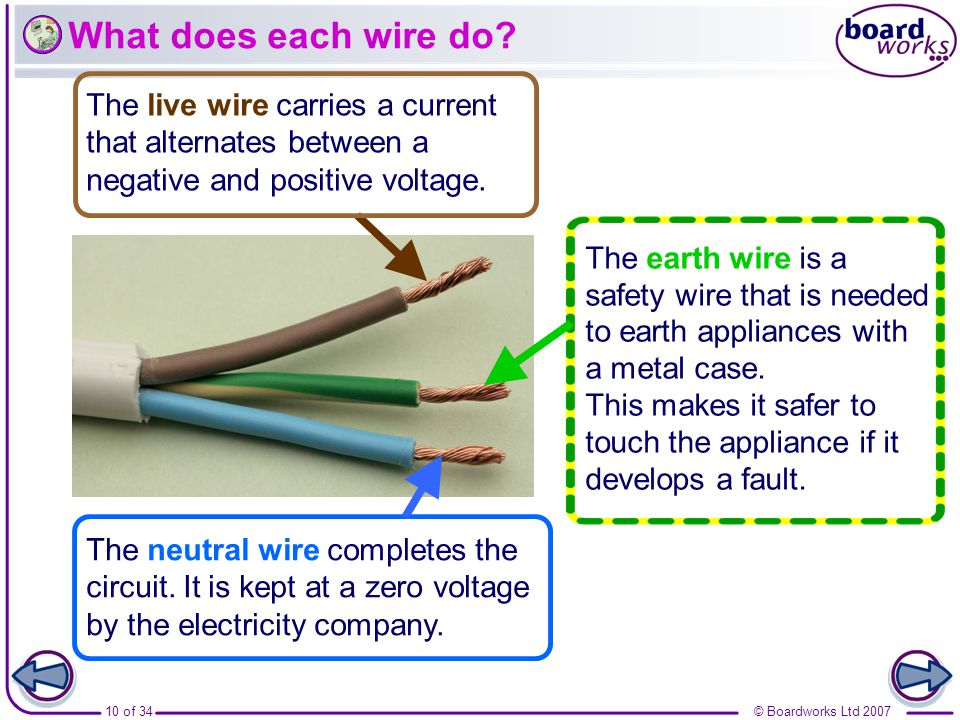 What does each wire do?
board
works
The live wire carries a current
that alternates between a
negative and positive voltage.
The earth wire is a
safety wire that is needed
to earth appliances with
a metal case.
This makes it safer to
touch the appliance if it
develops a fault.
The neutral wire completes the
circuit. It is kept at a zero voltage
by the electricity company.
10 of 34
© Boardworks Ltd 2007